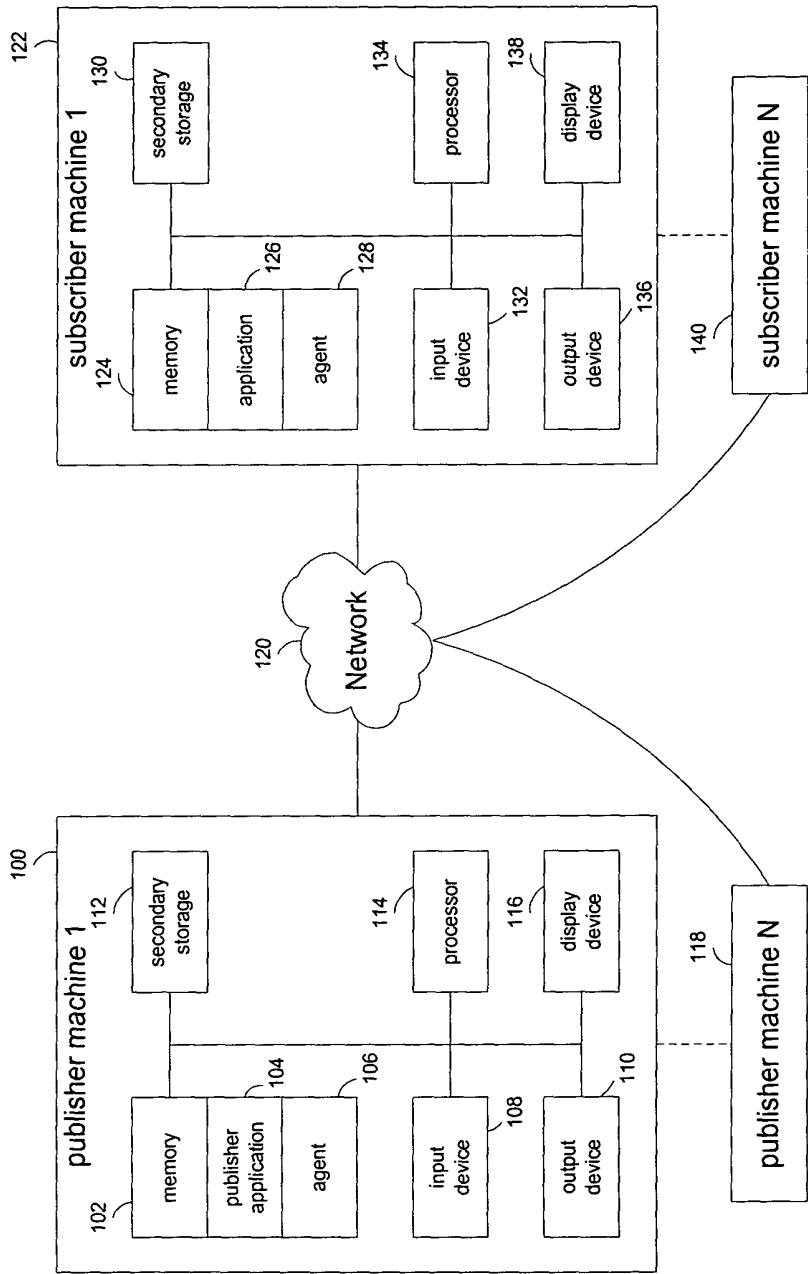 publisher machine 1
100
102
memory
publisher
application
104
agent
106
secondary
storage
112
input
device
108
processor
114
output
device
110
display
device
116
publisher machine N
118
120
Network
subscriber machine 1
122
124
memory
application
126
agent
128
secondary
storage
130
input
device
132
processor
134
output
device
136
display
device
138
subscriber machine N
140